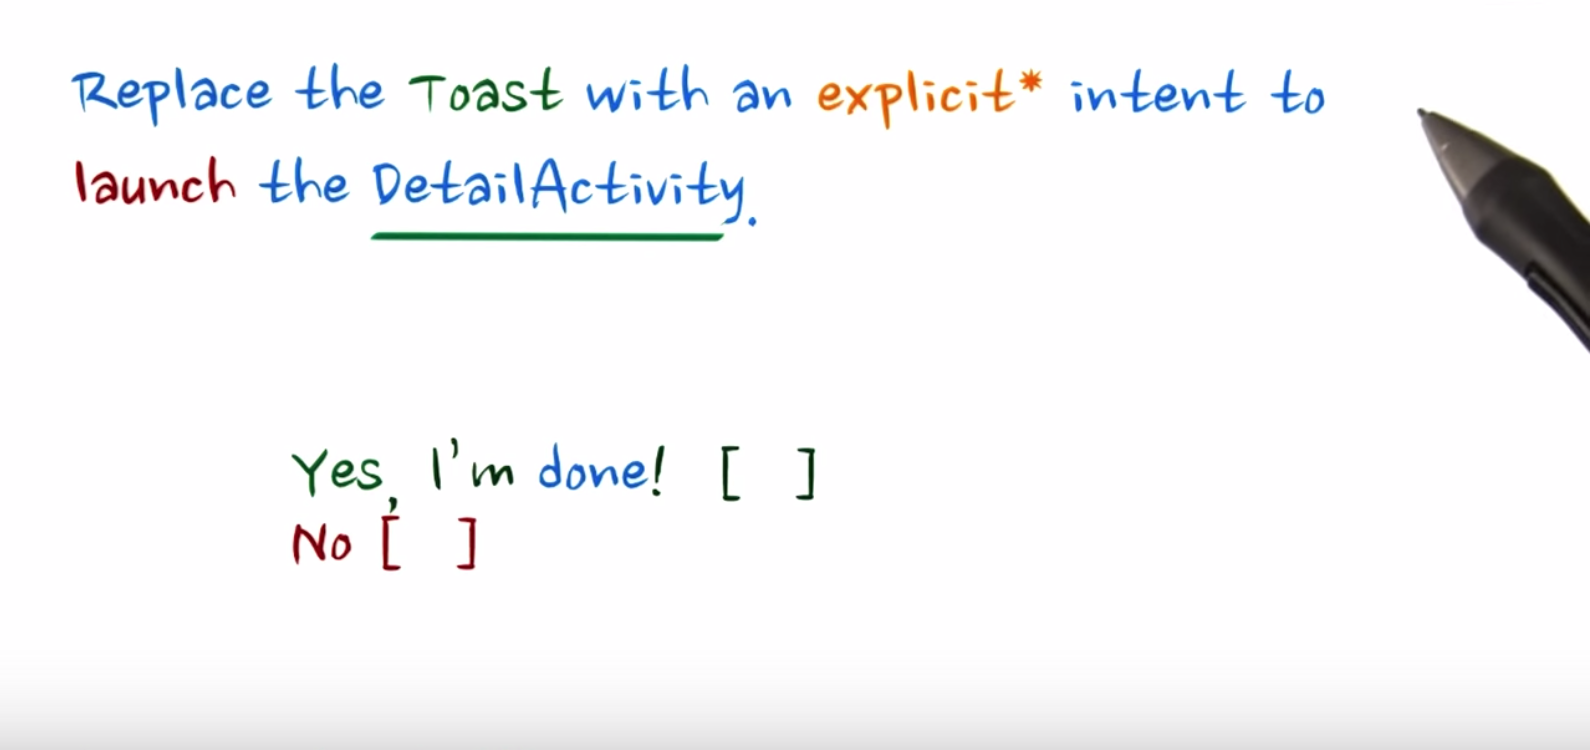 Replace the Toast with an explicit* intent to
launch the DetailActivity.
Yes, I'm done! [ ]
No [ ]